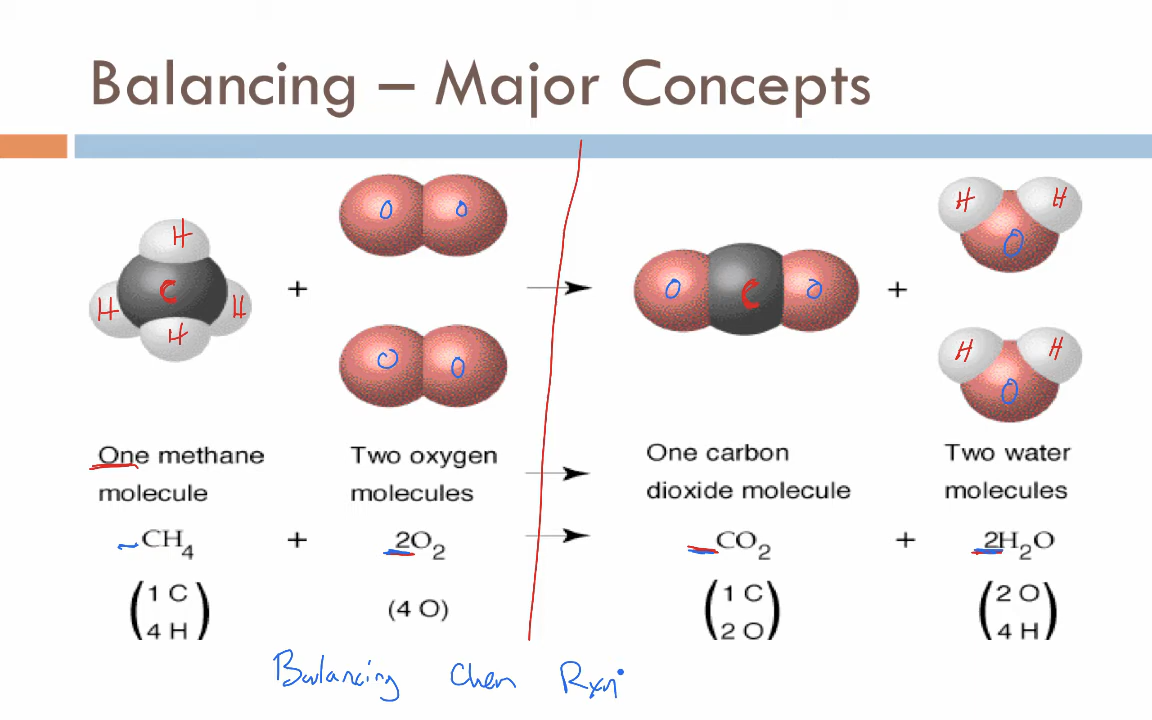 Balancing – Major Concepts
H O O H H
C O C O O
H H H + → +
O O H H
O
One methane Two oxygen → One carbon Two water
molecule molecules dioxide molecule molecules
CH₄ + 2O₂ → CO₂ + 2H₂O
1 C (4 O) 1 C 2 O
4 H 2 O 4 H
Balancing Chem Rxn